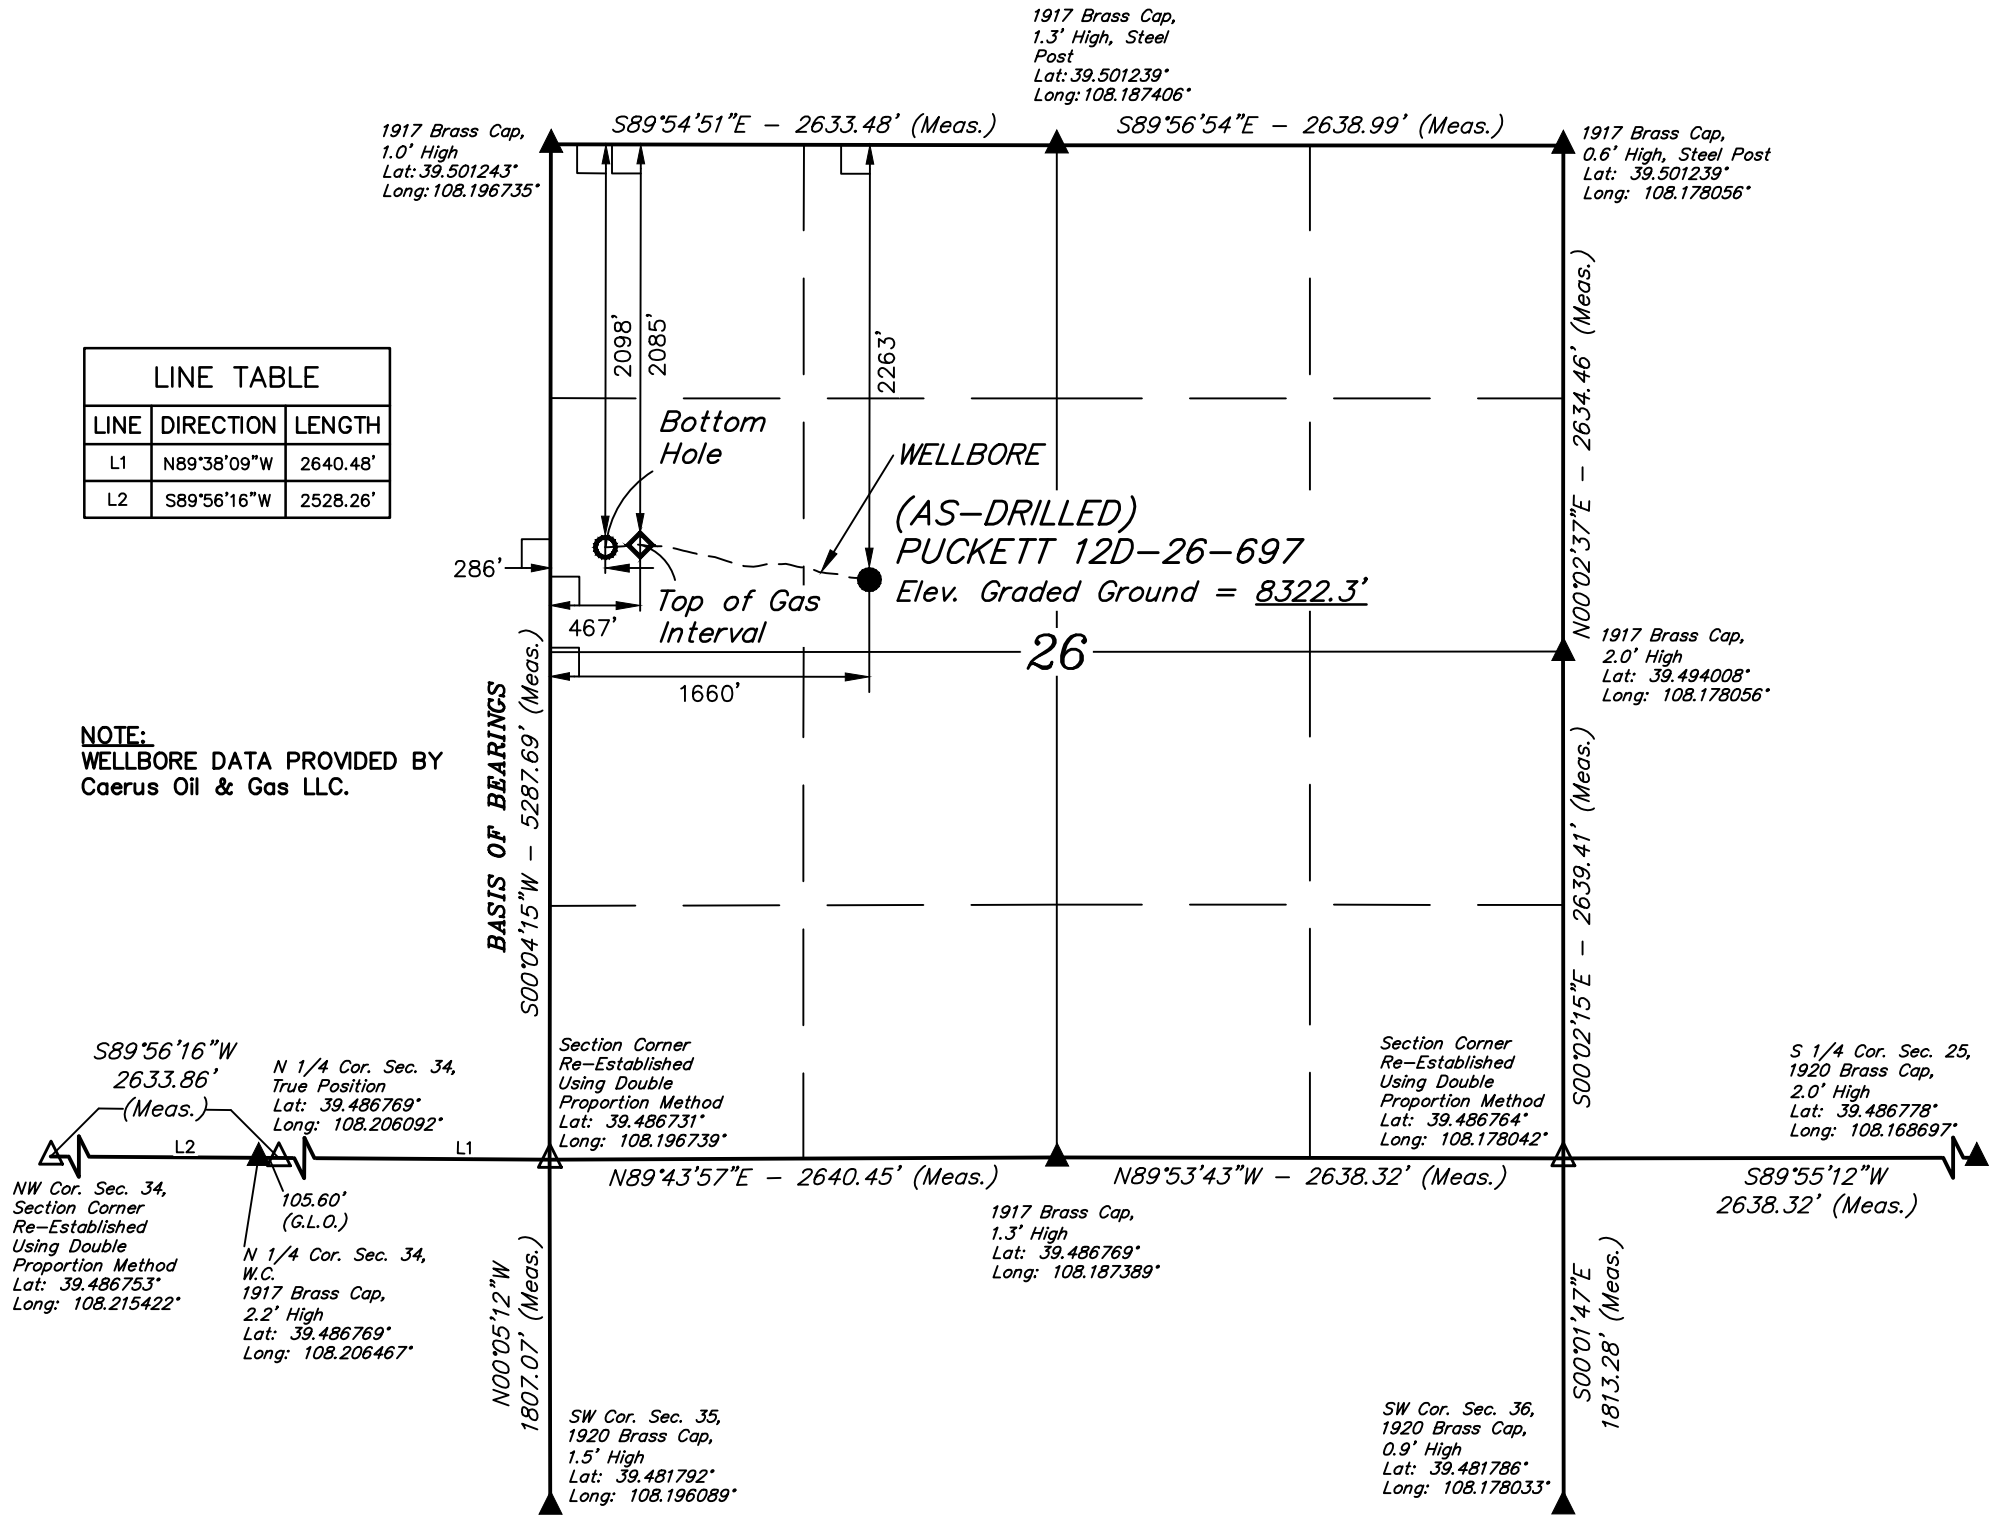 1917 Brass Cap,
1.3' High, Steel
Post
Lat: 39.501239°
Long: 108.187406°
1917 Brass Cap,
1.0' High
Lat: 39.501243°
Long: 108.196735°
S89°54'51"E - 2633.48' (Meas.)
S89°56'54"E - 2638.99' (Meas.)
1917 Brass Cap,
0.6' High, Steel Post
Lat: 39.501239°
Long: 108.178056°
2098'
2085'
2263'
N00°02'37"E - 2634.46' (Meas.)
LINE TABLE
LINE DIRECTION LENGTH
L1 N89°38'09"W 2640.48'
L2 S89°56'16"W 2528.26'
Bottom
Hole
WELLBORE
(AS-DRILLED)
PUCKETT 12D-26-697
Elev. Graded Ground = 8322.3'
286'
Top of Gas
Interval
467'
26
1660'
1917 Brass Cap,
2.0' High
Lat: 39.494008°
Long: 108.178056°
NOTE:
WELLBORE DATA PROVIDED BY
Caerus Oil & Gas LLC.
BASIS OF BEARINGS
S00°04'15"W - 5287.69' (Meas.)
S00°02'15"E - 2639.41' (Meas.)
S89°56'16"W
2633.86'
(Meas.)
N 1/4 Cor. Sec. 34,
True Position
Lat: 39.486769°
Long: 108.206092°
Section Corner
Re-Established
Using Double
Proportion Method
Lat: 39.486731°
Long: 108.196739°
Section Corner
Re-Established
Using Double
Proportion Method
Lat: 39.486764°
Long: 108.178042°
S 1/4 Cor. Sec. 25,
1920 Brass Cap,
2.0' High
Lat: 39.486778°
Long: 108.168697°
L2
L1
N89°43'57"E - 2640.45' (Meas.)
N89°53'43"W - 2638.32' (Meas.)
S89°55'12"W
2638.32' (Meas.)
NW Cor. Sec. 34,
Section Corner
Re-Established
Using Double
Proportion Method
Lat: 39.486753°
Long: 108.215422°
105.60'
(G.L.O.)
N 1/4 Cor. Sec. 34,
W.C.
1917 Brass Cap,
2.2' High
Lat: 39.486769°
Long: 108.206467°
1917 Brass Cap,
1.3' High
Lat: 39.486769°
Long: 108.187389°
N00°05'12"W
1807.07' (Meas.)
S00°01'47"E
1813.28' (Meas.)
SW Cor. Sec. 35,
1920 Brass Cap,
1.5' High
Lat: 39.481792°
Long: 108.196089°
SW Cor. Sec. 36,
1920 Brass Cap,
0.9' High
Lat: 39.481786°
Long: 108.178033°